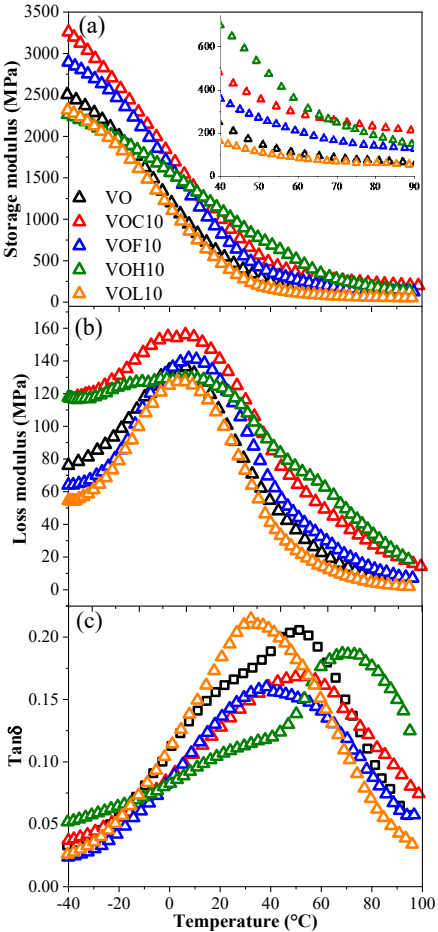 (a)
3500
3000
2500
2000
1500
1000
500
0
Storage modulus (MPa)
600
400
200
0
40 50 60 70 80 90
VO
VOC10
VOF10
VOH10
VOL10
(b)
160
140
120
100
80
60
40
20
0
Loss modulus (MPa)
(c)
0.20
0.15
0.10
0.05
0.00
Tanδ
-40 -20 0 20 40 60 80 100
Temperature (°C)